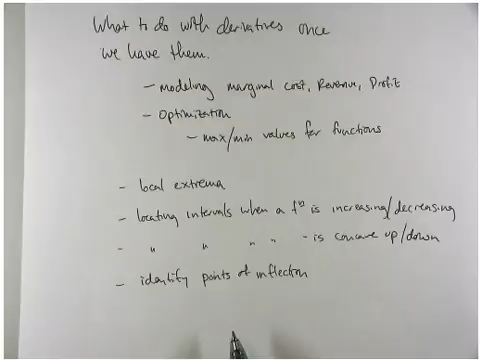 What to do with derivatives once
we have them.
- modeling marginal cost, Revenue, Profit
- Optimization
- max/min values for functions
- local extrema
- locating intervals when a fⁿ is increasing/decreasing
- " " " " - is concave up/down
- identify points of inflection